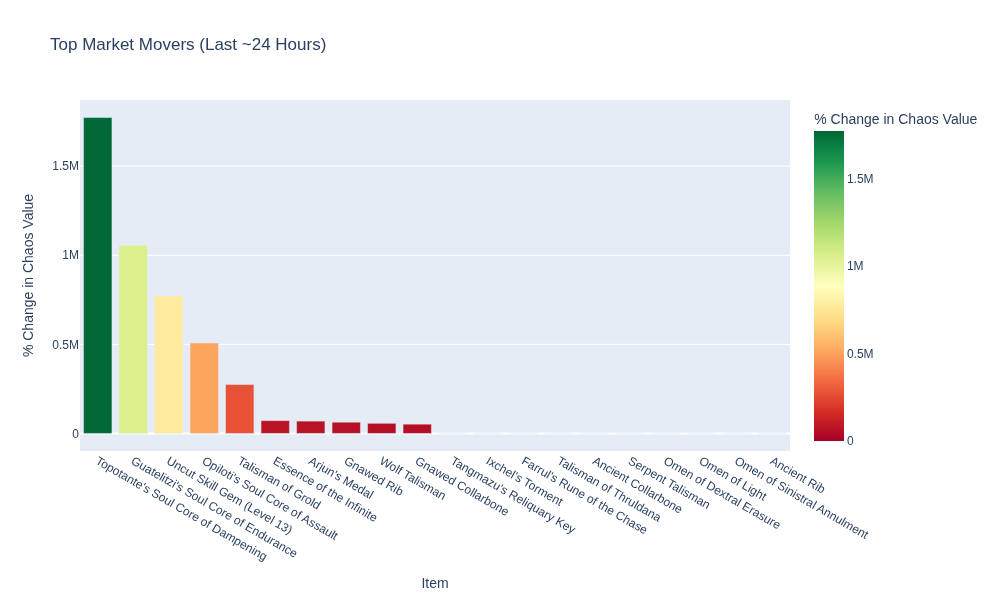 Top Market Movers (Last ~24 Hours)
% Change in Chaos Value
1.5M
1M
0.5M
0
% Change in Chaos Value
1.5M
1M
0.5M
0
Topotante's Soul Core of Dampening
Guatelitzi's Soul Core of Endurance
Uncut Skill Gem (Level 13)
Opiloti's Soul Core of Assault
Talisman of Grold
Essence of the Infinite
Arjun's Medal
Gnawed Rib
Wolf Talisman
Gnawed Collarbone
Tangmazu's Reliquary Key
Ixchel's Torment
Farrul's Rune of the Chase
Talisman of Thruldana
Ancient Collarbone
Serpent Talisman
Omen of Dextral Erasure
Omen of Light
Omen of Sinistral Annulment
Ancient Rib
Item